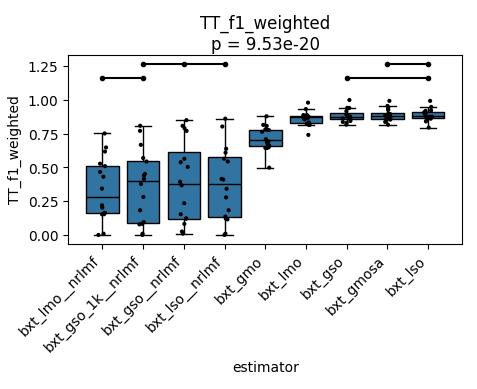 TT_f1_weighted
p = 9.53e-20
TT_f1_weighted
1.25
1.00
0.75
0.50
0.25
0.00
bxt_lmo__nrlmf
bxt_gso_1k__nrlmf
bxt_gso__nrlmf
bxt_lso__nrlmf
bxt_gmo
bxt_lmo
bxt_gso
bxt_gmosa
bxt_lso
estimator